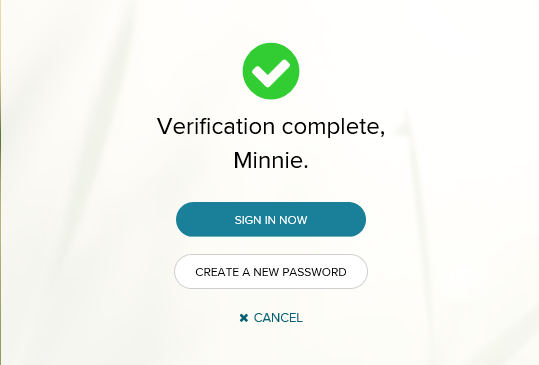 Verification complete,
Minnie.
SIGN IN NOW
CREATE A NEW PASSWORD
✖ CANCEL